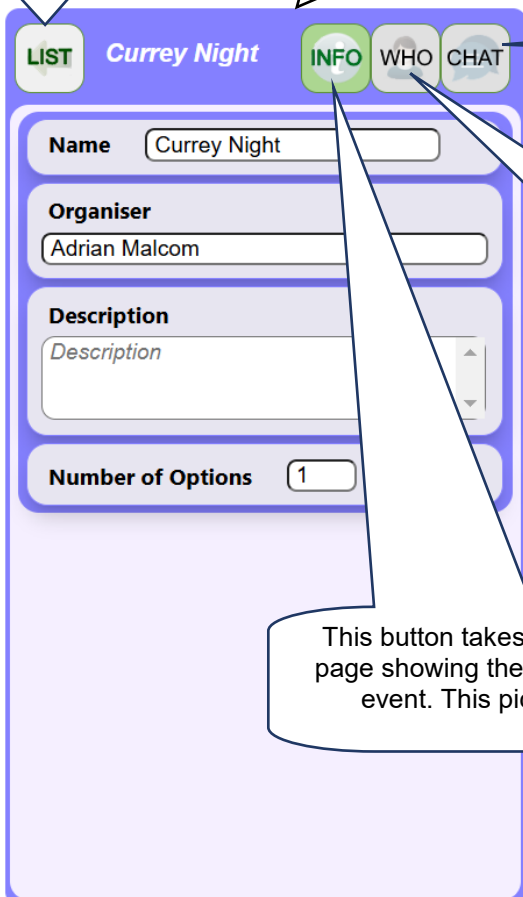 LIST Currey Night INFO WHO CHAT
Name Currey Night
Organiser
Adrian Malcom
Description
Description
Number of Options 1
This button takes
page showing the
event. This